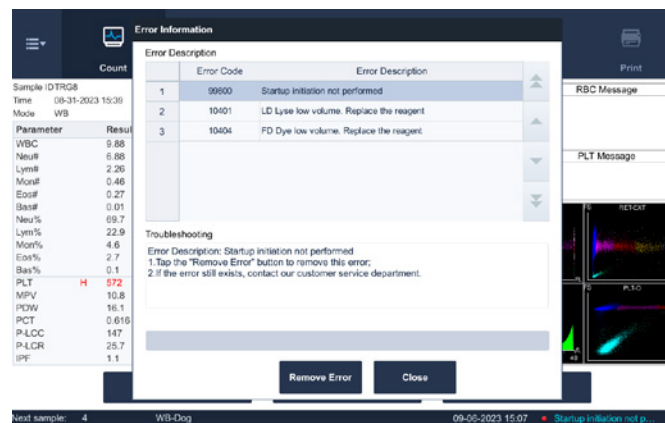 Error Information
Count
Print
Error Description
Error Code
Error Description
1 99600 Startup initiation not performed
2 10401 LD Lyse low volume. Replace the reagent
3 10404 FD Dye low volume. Replace the reagent
Troubleshooting
Error Description: Startup initiation not performed
1.Tap the "Remove Error" button to remove this error;
2.If the error still exists, contact our customer service department.
Remove Error
Close
Sample ID TRG8
Time 08-31-2023 15:39
Mode WB
Parameter Resul
WBC 9.88
Neu# 6.88
Lym# 2.26
Mon# 0.46
Eos# 0.27
Bas# 0.01
Neu% 69.7
Lym% 22.9
Mon% 4.6
Eos% 2.7
Bas% 0.1
PLT H 572
MPV 10.8
PDW 16.1
PCT 0.616
P-LCC 147
P-LCR 25.7
IPF 1.1
RBC Message
PLT Message
FS RET-EXT
FS PLT-O
Next sample: 4
WB-Dog
09-06-2023 15:07
Startup initiation not p...